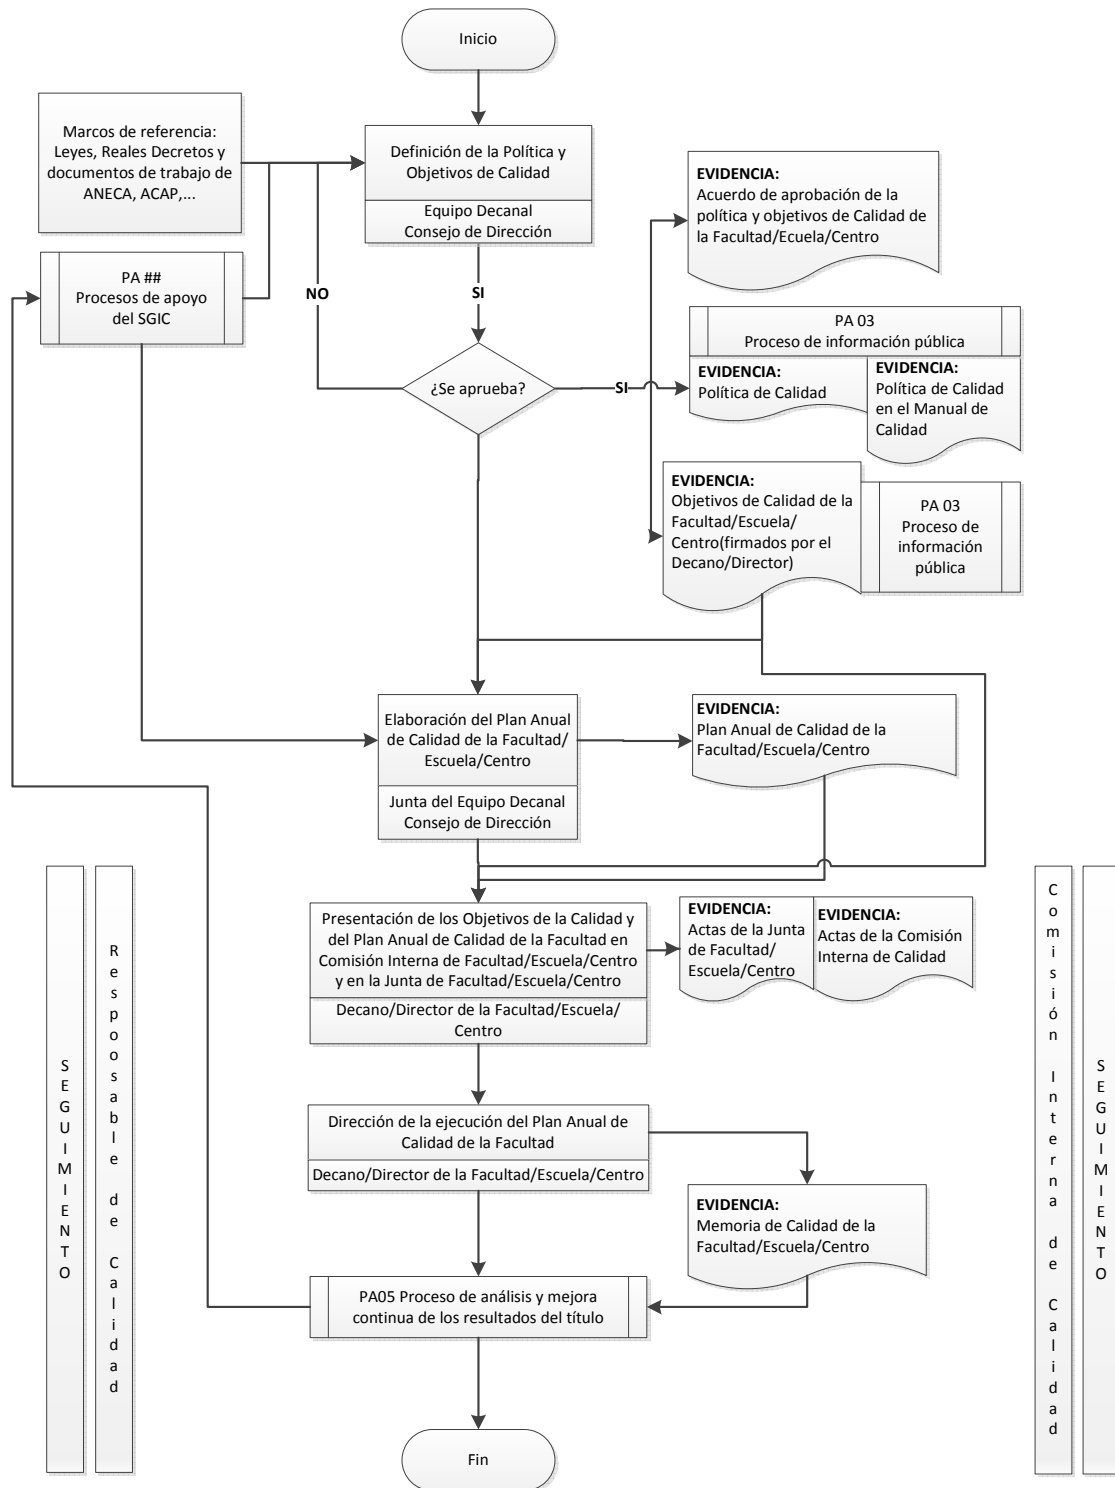 Inicio
Marcos de referencia:
Leyes, Reales Decretos y
documentos de trabajo de
ANECA, ACAP,...
Definición de la Política y
Objetivos de Calidad
Equipo Decanal
Consejo de Dirección
EVIDENCIA:
Acuerdo de aprobación de la
política y objetivos de Calidad de
la Facultad/Ecuela/Centro
PA ##
Procesos de apoyo
del SGIC
NO
SI
PA 03
Proceso de información pública
EVIDENCIA:
Política de Calidad
EVIDENCIA:
Política de Calidad
en el Manual de
Calidad
¿Se aprueba?
SI
EVIDENCIA:
Objetivos de Calidad de la
Facultad/Escuela/
Centro(firmados por el
Decano/Director)
PA 03
Proceso de
información
pública
Elaboración del Plan Anual
de Calidad de la Facultad/
Escuela/Centro
Junta del Equipo Decanal
Consejo de Dirección
EVIDENCIA:
Plan Anual de Calidad de la
Facultad/Escuela/Centro
Presentación de los Objetivos de la Calidad y
del Plan Anual de Calidad de la Facultad en
Comisión Interna de Facultad/Escuela/Centro
y en la Junta de Facultad/Escuela/Centro
Decano/Director de la Facultad/Escuela/
Centro
EVIDENCIA:
Actas de la Junta
de Facultad/
Escuela/Centro
EVIDENCIA:
Actas de la Comisión
Interna de Calidad
SEGUIMIENTO
Respoosable de Calidad
Comisión Interna de Calidad
SEGUIMIENTO
Dirección de la ejecución del Plan Anual de
Calidad de la Facultad
Decano/Director de la Facultad/Escuela/Centro
EVIDENCIA:
Memoria de Calidad de la
Facultad/Escuela/Centro
PA05 Proceso de análisis y mejora
continua de los resultados del título
Fin